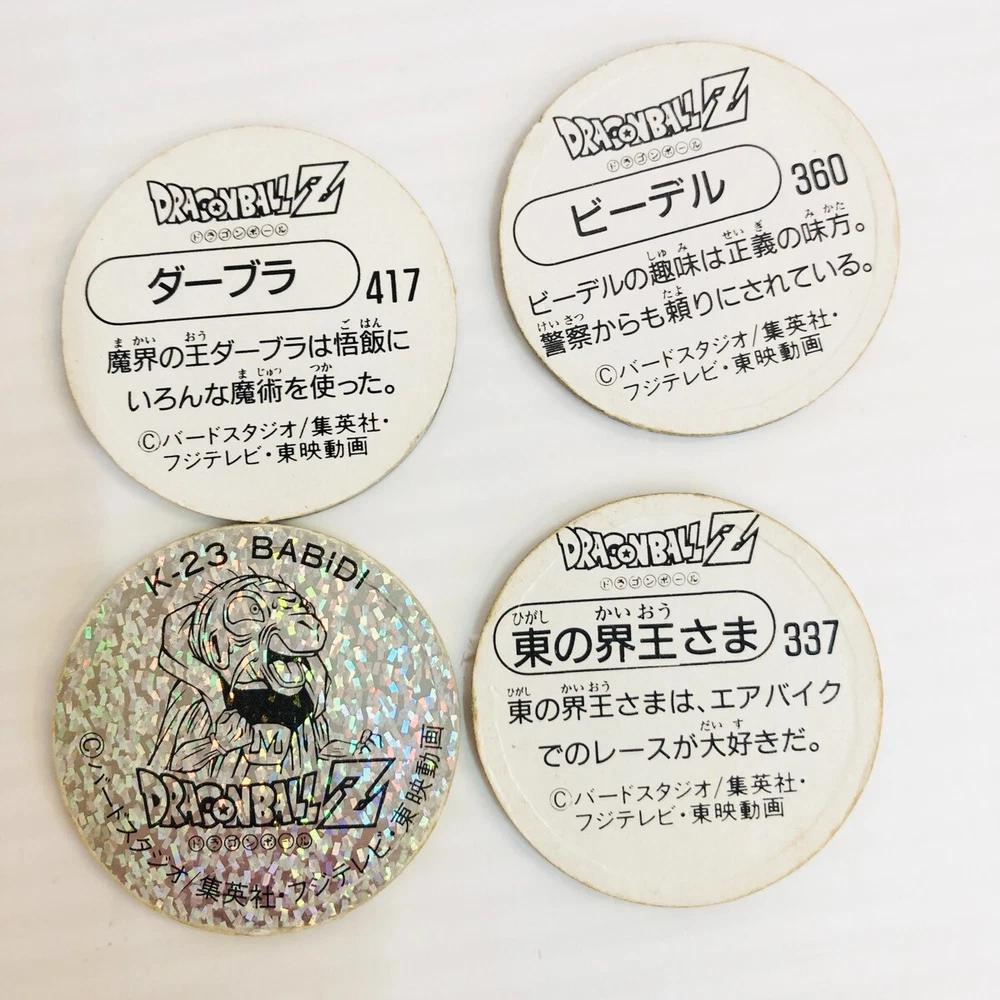 DRAGONBALL Z
ドラゴンボール
ダーブラ
417
魔界の王ダーブラは悟飯に
いろんな魔術を使った。
©バードスタジオ/集英社・
フジテレビ・東映動画
DRAGONBALL Z
ドラゴンボール
ビーデル
360
ビーデルの趣味は正義の味方。
警察からも頼りにされている。
©バードスタジオ/集英社・
フジテレビ・東映動画
K-23 BABiDI
DRAGONBALL Z
ドラゴンボール
©バードスタジオ/集英社・フジテレビ・東映動画
DRAGONBALL Z
ドラゴンボール
東の界王さま
337
東の界王さまは、エアバイク
でのレースが大好きだ。
©バードスタジオ/集英社・
フジテレビ・東映動画